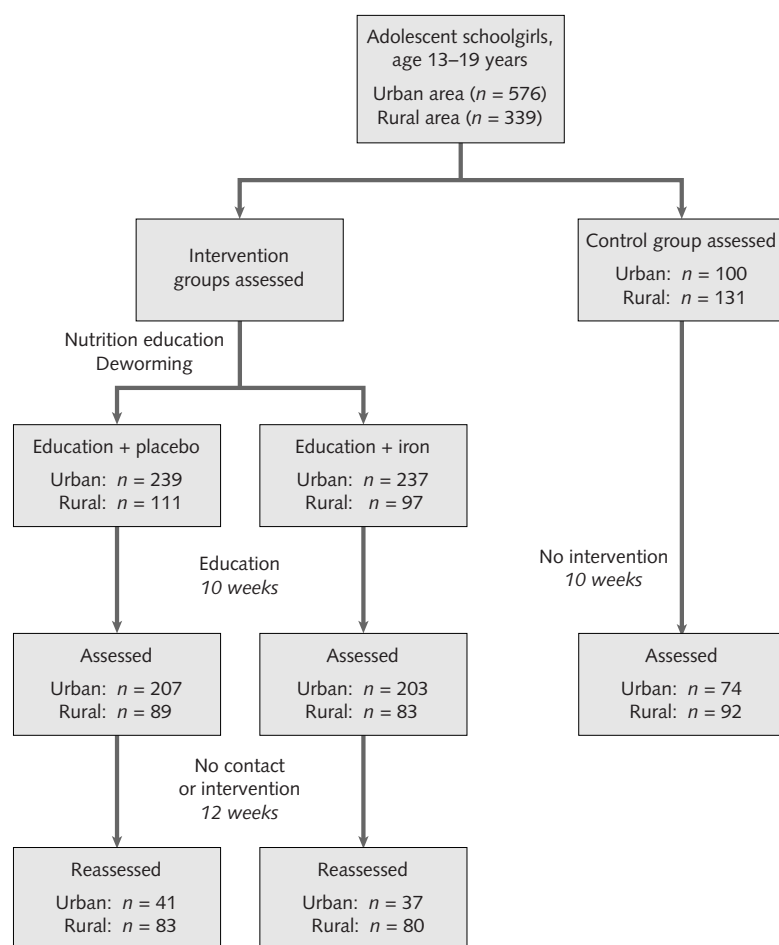 Adolescent schoolgirls,
age 13–19 years
Urban area (n = 576)
Rural area (n = 339)
Intervention
groups assessed
Control group assessed
Urban: n = 100
Rural: n = 131
Nutrition education
Deworming
Education + placebo
Urban: n = 239
Rural: n = 111
Education + iron
Urban: n = 237
Rural: n = 97
Education
10 weeks
No intervention
10 weeks
Assessed
Urban: n = 207
Rural: n = 89
Assessed
Urban: n = 203
Rural: n = 83
Assessed
Urban: n = 74
Rural: n = 92
No contact
or intervention
12 weeks
Reassessed
Urban: n = 41
Rural: n = 83
Reassessed
Urban: n = 37
Rural: n = 80